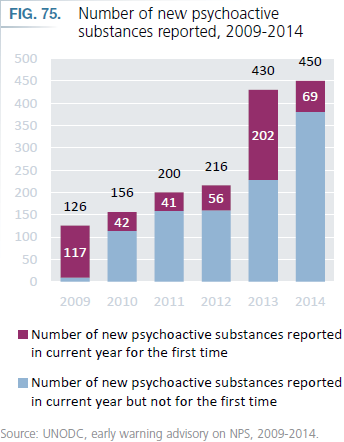 FIG. 75. Number of new psychoactive
substances reported, 2009-2014
500
450
400
350
300
250
200
150
100
50
0
126
156
200
216
430
450
117
42
41
56
202
69
2009 2010 2011 2012 2013 2014
Number of new psychoactive substances reported
in current year for the first time
Number of new psychoactive substances reported
in current year but not for the first time
Source: UNODC, early warning advisory on NPS, 2009-2014.